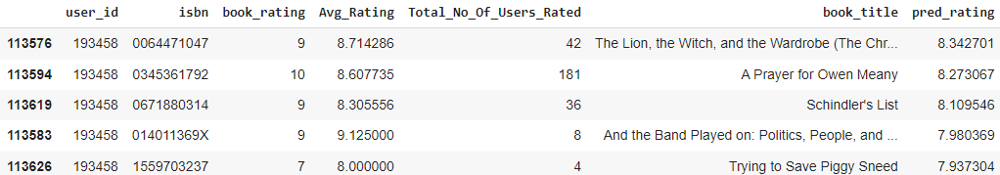 user_id isbn book_rating Avg_Rating Total_No_Of_Users_Rated book_title pred_rating
113576 193458 0064471047 9 8.714286 42 The Lion, the Witch, and the Wardrobe (The Chr... 8.342701
113594 193458 0345361792 10 8.607735 181 A Prayer for Owen Meany 8.273067
113619 193458 0671880314 9 8.305556 36 Schindler's List 8.109546
113583 193458 014011369X 9 9.125000 8 And the Band Played on: Politics, People, and ... 7.980369
113626 193458 1559703237 7 8.000000 4 Trying to Save Piggy Sneed 7.937304